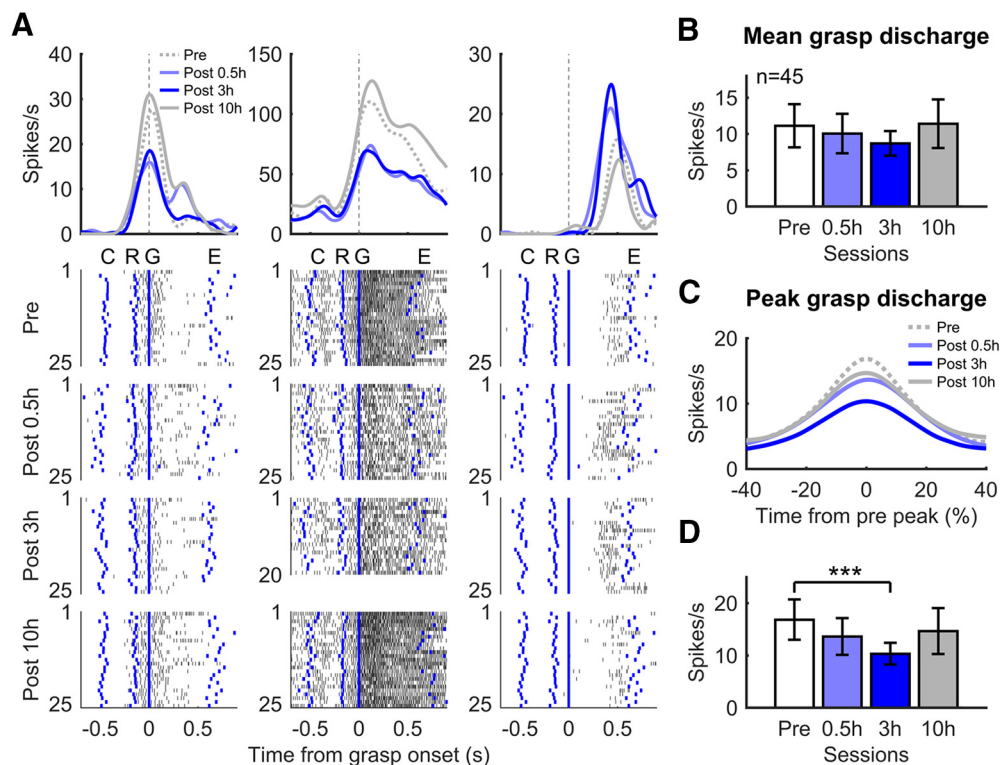 A
40
30
20
10
0
Spikes/s
Pre
Post 0.5h
Post 3h
Post 10h
150
100
50
0
30
20
10
0
C R G E
C R G E
C R G E
Pre
1
25
1
25
1
25
Post 0.5h
1
25
1
25
1
25
Post 3h
1
25
1
20
1
25
Post 10h
1
25
1
25
1
25
-0.5 0 0.5
-0.5 0 0.5
-0.5 0 0.5
Time from grasp onset (s)
B
Mean grasp discharge
n=45
Spikes/s
15
10
5
0
Pre 0.5h 3h 10h
Sessions
C
Peak grasp discharge
Pre
Post 0.5h
Post 3h
Post 10h
Spikes/s
20
10
0
-40 -20 0 20 40
Time from pre peak (%)
D
***
Spikes/s
20
10
0
Pre 0.5h 3h 10h
Sessions